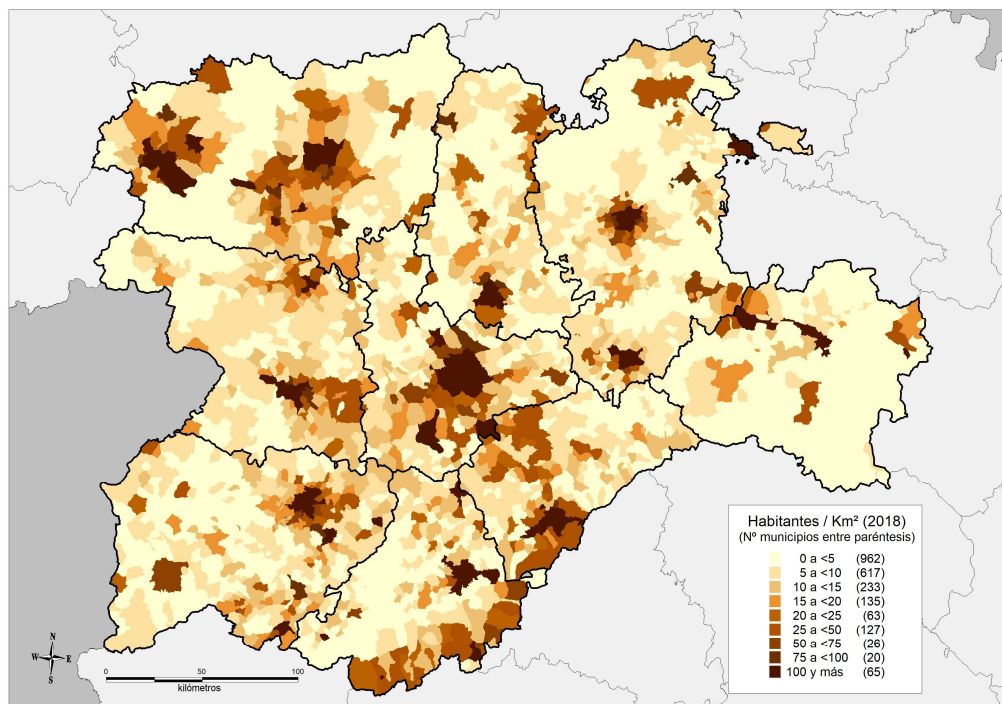 Habitantes / Km² (2018)
(Nº municipios entre paréntesis)
0 a <5 (962)
5 a <10 (617)
10 a <15 (233)
15 a <20 (135)
20 a <25 (63)
25 a <50 (127)
50 a <75 (26)
75 a <100 (20)
100 y más (65)
N
W E
S
0 50 100
kilómetros